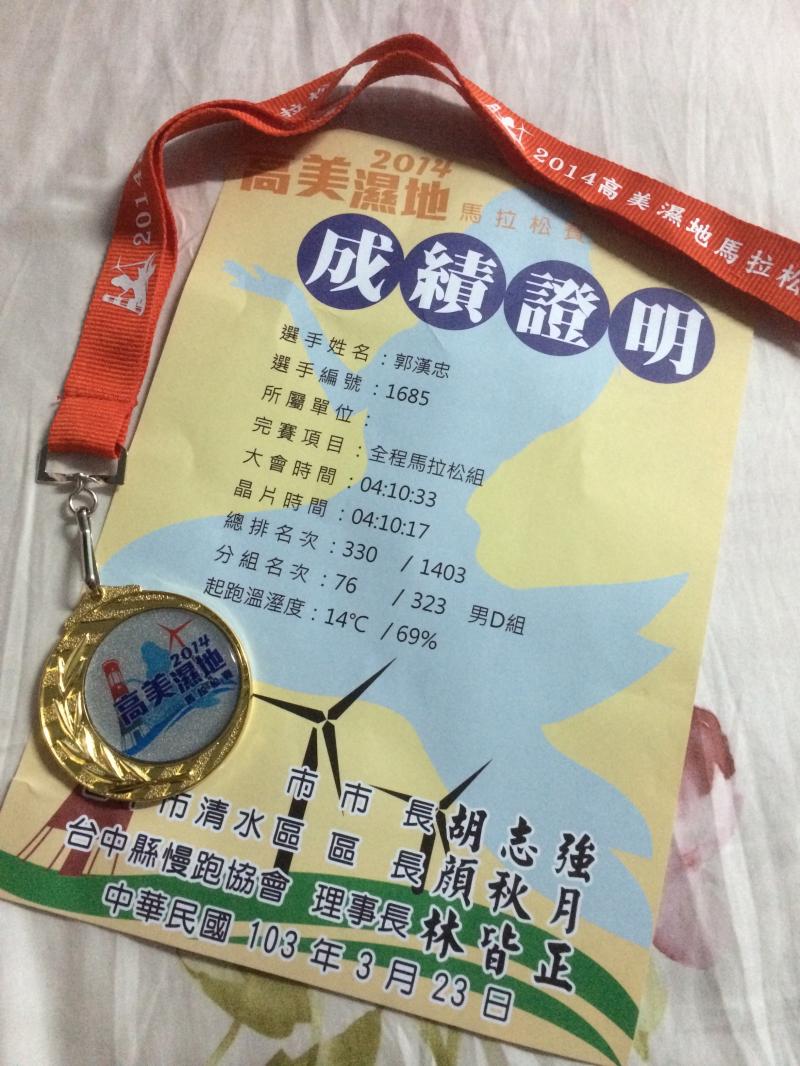 2014高美濕地馬拉松
2014
2014
高美濕地馬拉松賽
成績證明
選手姓名：郭漢忠
選手編號：1685
所屬單位：
完賽項目：全程馬拉松組
大會時間：04:10:33
晶片時間：04:10:17
總排名次：330 / 1403
分組名次：76 / 323 男D組
起跑溫溼度：14℃ / 69%
2014
高美濕地
市市長胡志強
市清水區區長顏秋月
台中縣慢跑協會 理事長林皆正
中華民國103年3月23日